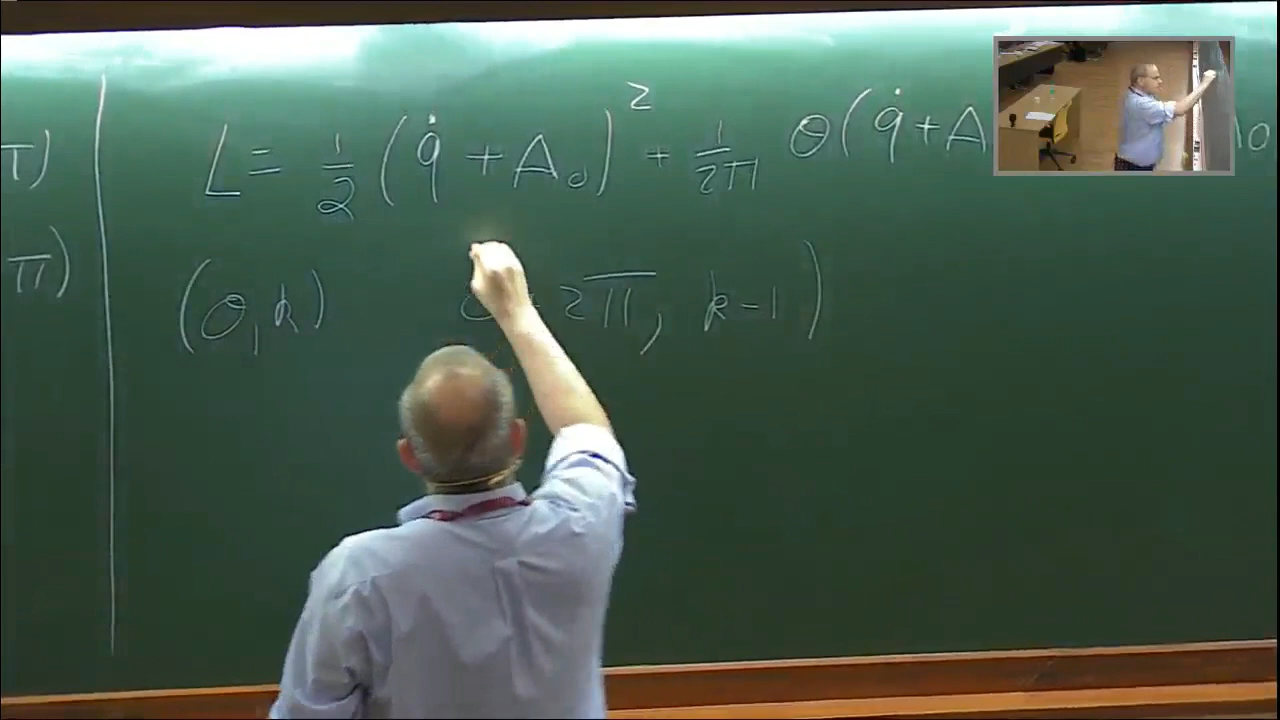 π)
L = 1/2 (q̇ + A₀)² + 1/2π θ(q̇ + A
π)
(θ, k) 2π, k-1)